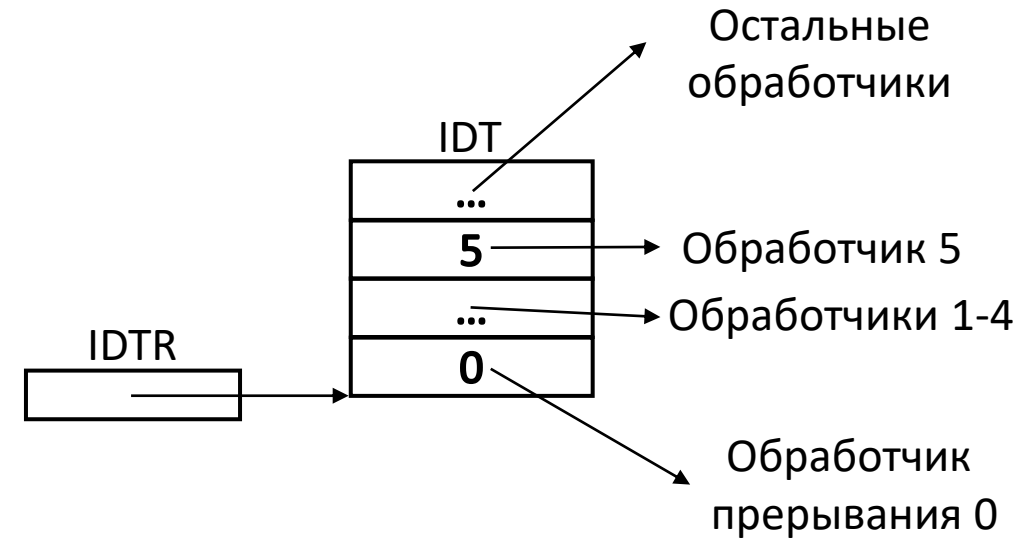 Остальные
обработчики
IDT
...
5
Обработчик 5
...
Обработчики 1-4
IDTR
0
Обработчик
прерывания 0